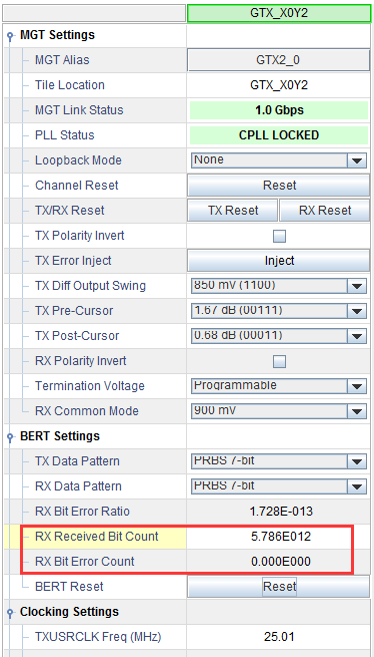 GTX_X0Y2
MGT Settings
MGT Alias GTX2_0
Tile Location GTX_X0Y2
MGT Link Status 1.0 Gbps
PLL Status CPLL LOCKED
Loopback Mode None
Channel Reset Reset
TX/RX Reset TX Reset RX Reset
TX Polarity Invert
TX Error Inject Inject
TX Diff Output Swing 850 mV (1100)
TX Pre-Cursor 1.67 dB (00111)
TX Post-Cursor 0.68 dB (00011)
RX Polarity Invert
Termination Voltage Programmable
RX Common Mode 900 mV
BERT Settings
TX Data Pattern PRBS 7-bit
RX Data Pattern PRBS 7-bit
RX Bit Error Ratio 1.728E-013
RX Received Bit Count 5.786E012
RX Bit Error Count 0.000E000
BERT Reset Reset
Clocking Settings
TXUSRCLK Freq (MHz) 25.01